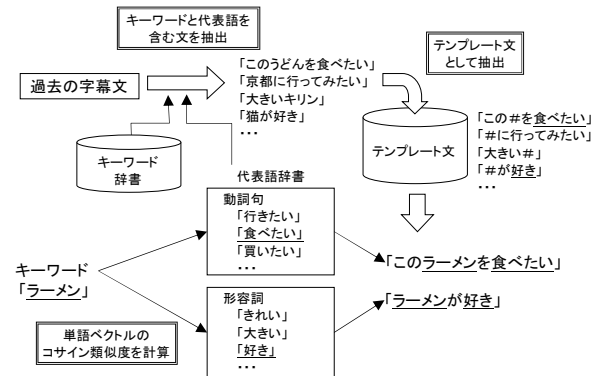 キーワードと代表語を
含む文を抽出
過去の字幕文
「このうどんを食べたい」
「京都に行ってみたい」
「大きいキリン」
「猫が好き」
・・・
テンプレート文
として抽出
キーワード
辞書
テンプレート文
「この＃を食べたい」
「＃に行ってみたい」
「大きい＃」
「＃が好き」
・・・
代表語辞書
動詞句
「行きたい」
「食べたい」
「買いたい」
・・・
キーワード
「ラーメン」
「このラーメンを食べたい」
「ラーメンが好き」
形容詞
「きれい」
「大きい」
「好き」
・・・
単語ベクトルの
コサイン類似度を計算